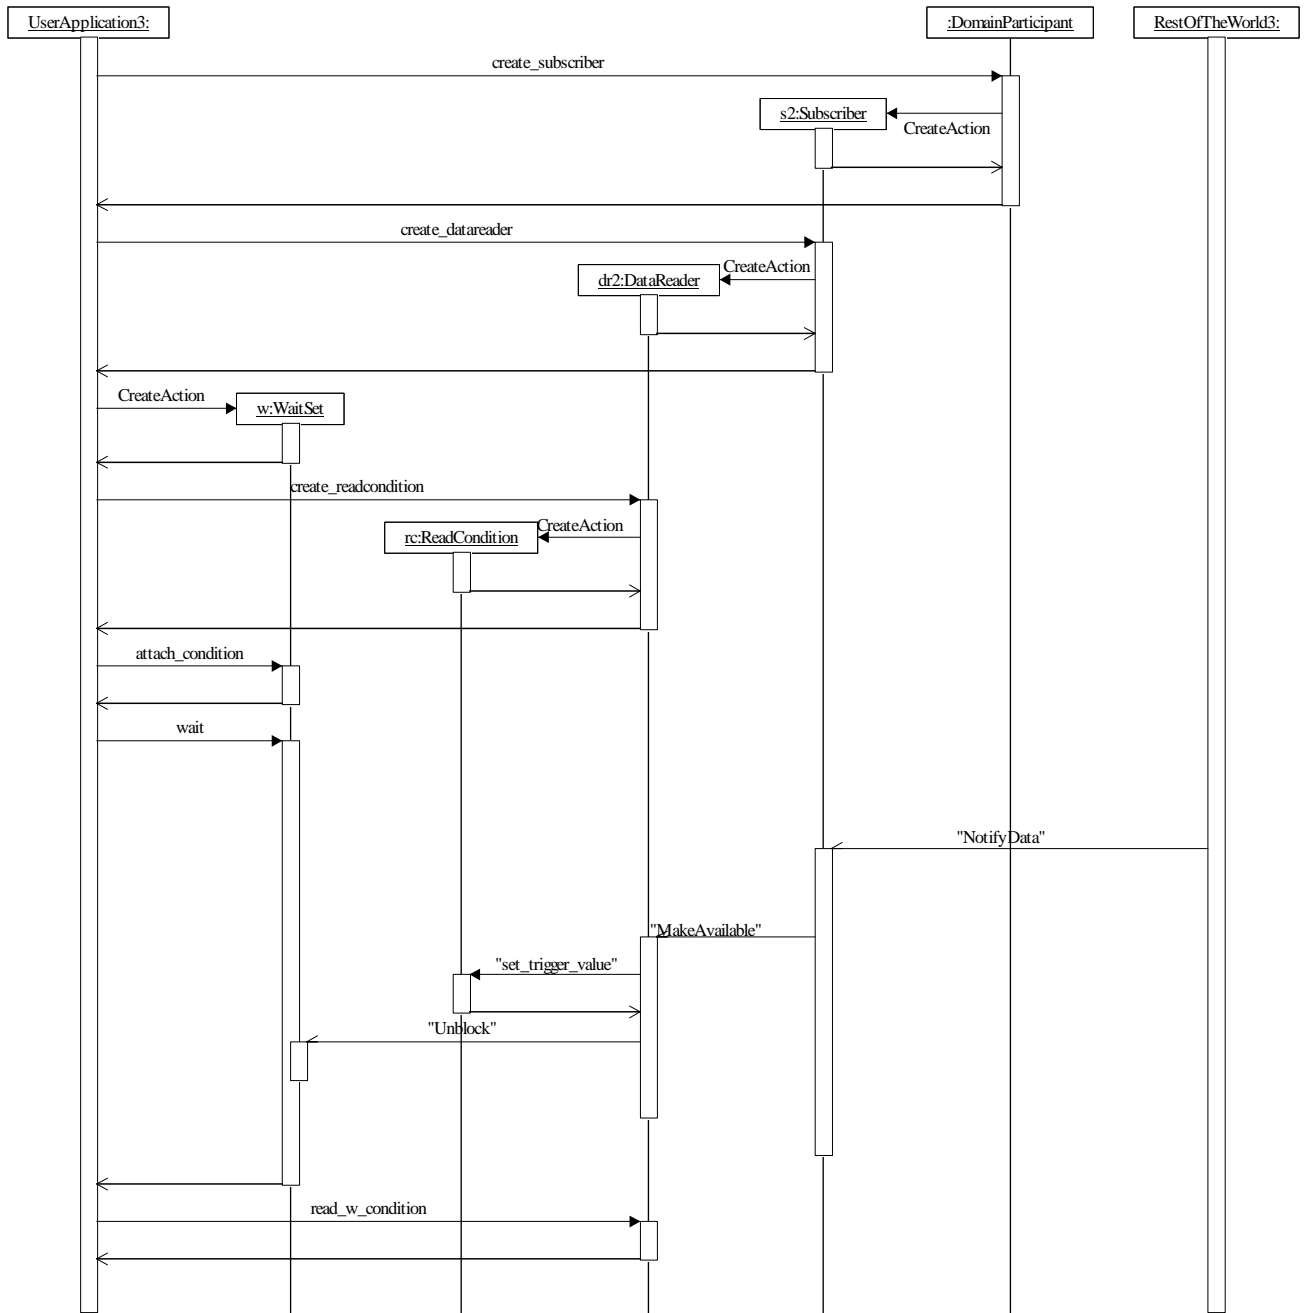 UserApplication3:
:DomainParticipant
RestOfTheWorld3:
create_subscriber
s2:Subscriber
CreateAction
create_datareader
CreateAction
dr2:DataReader
CreateAction
w:WaitSet
create_readcondition
CreateAction
rc:ReadCondition
attach_condition
wait
"NotifyData"
"MakeAvailable"
"set_trigger_value"
"Unblock"
read_w_condition